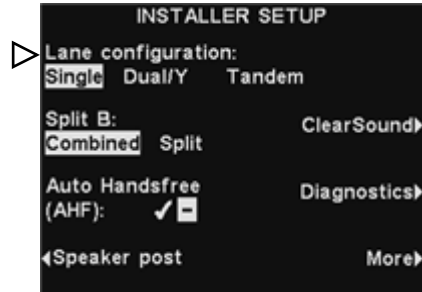 INSTALLER SETUP
Lane configuration:
Single Dual/Y Tandem
Split B:
ClearSound
Combined Split
Auto Handsfree
Diagnostics
(AHF): ✓ –
Speaker post More